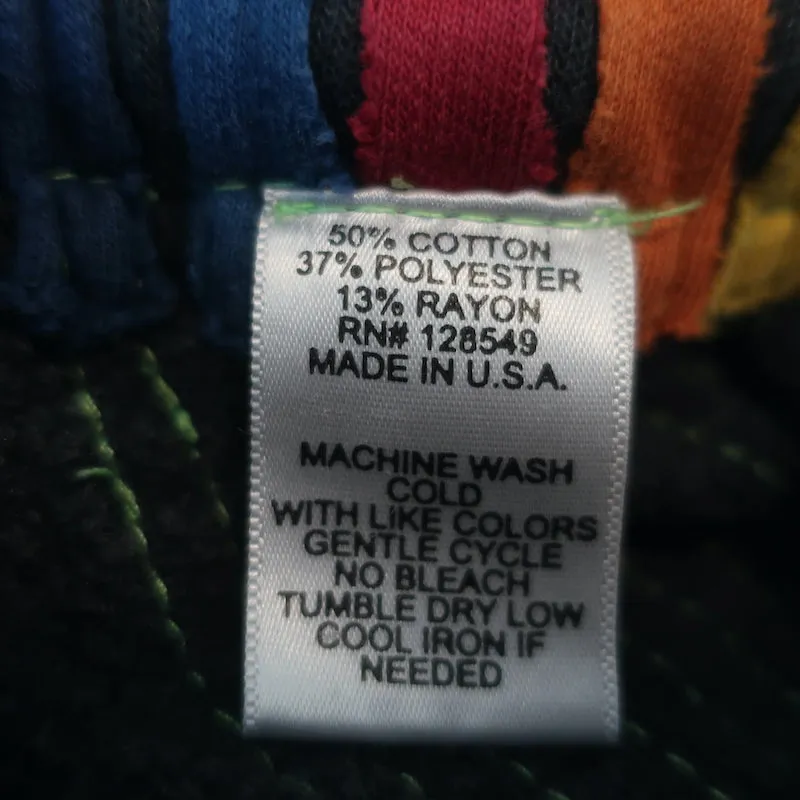 50% COTTON
37% POLYESTER
13% RAYON
RN# 128549
MADE IN U.S.A.
MACHINE WASH
COLD
WITH LIKE COLORS
GENTLE CYCLE
NO BLEACH
TUMBLE DRY LOW
COOL IRON IF
NEEDED